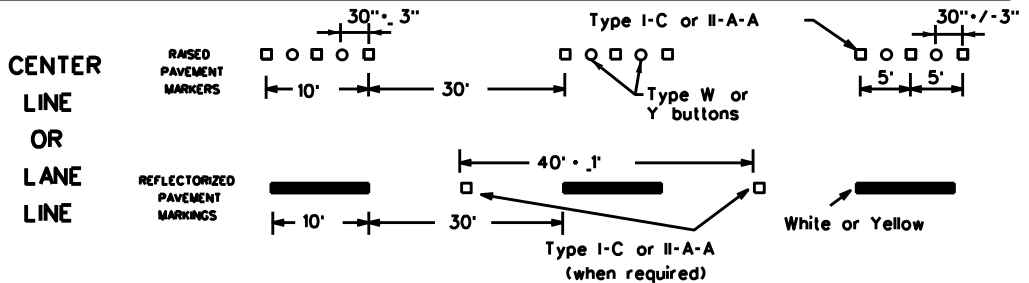 CENTER
LINE
OR
LANE
LINE
RAISED
PAVEMENT
MARKERS
10'
30"•_ 3"
30'
Type I-C or II-A-A
Type W or
Y buttons
30"•/-3"
5' 5'
REFLECTORIZED
PAVEMENT
MARKINGS
10'
30'
40' • _1'
Type I-C or II-A-A
(when required)
White or Yellow